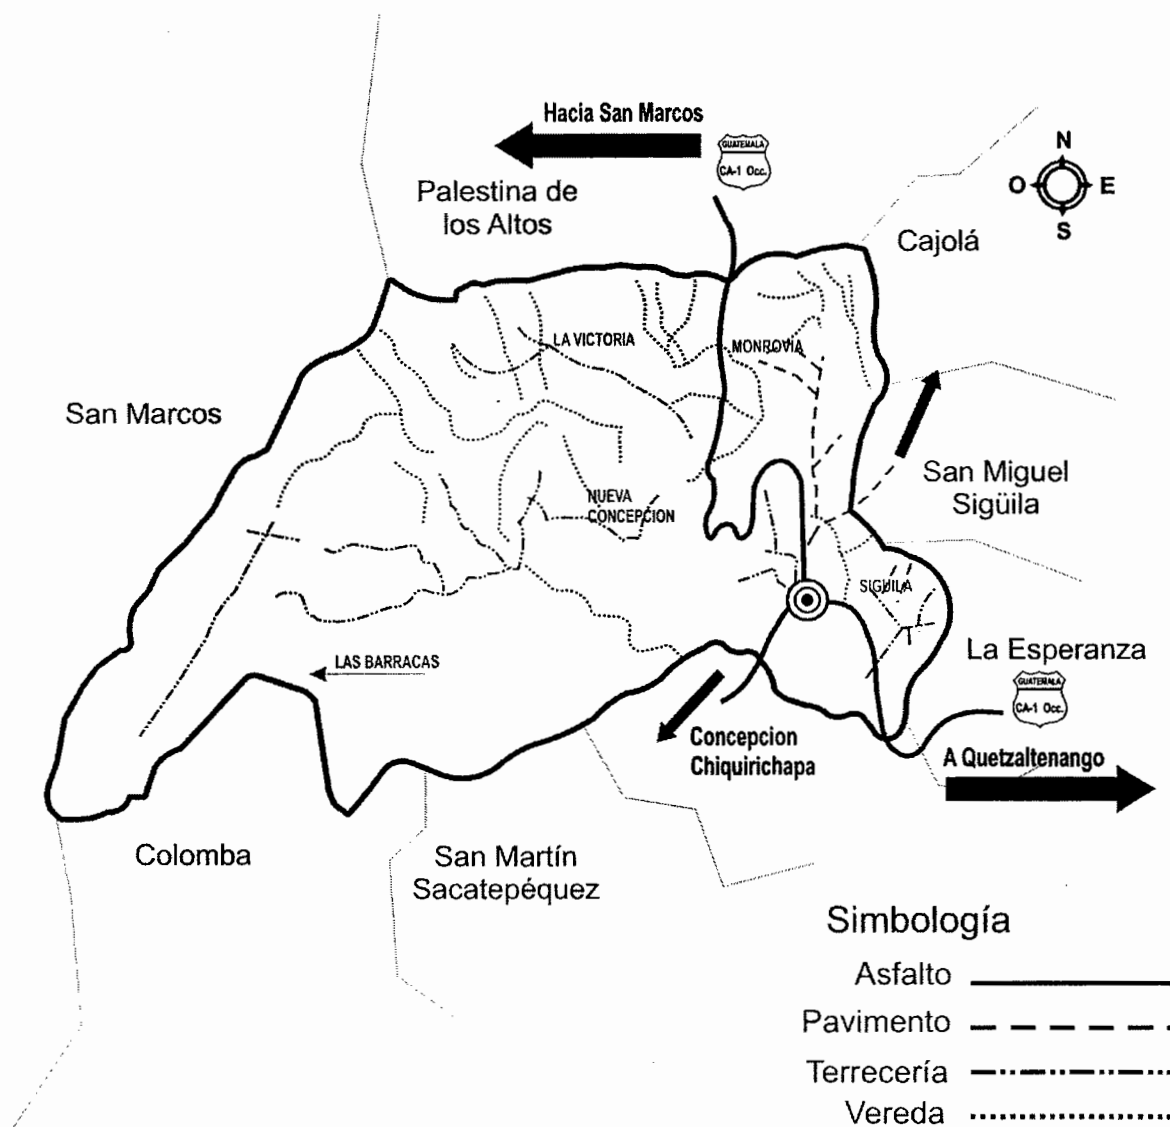 Hacia San Marcos
GUATEMALA
CA-1 Occ.
N
O
E
S
Palestina de
los Altos
Cajolá
LA VICTORIA
MONROVIA
San Marcos
San Miguel
Sigüila
NUEVA
CONCEPCION
SIGUILA
LAS BARRACAS
La Esperanza
GUATEMALA
CA-1 Occ.
Concepcion
Chiquirichapa
A Quetzaltenango
Colomba
San Martín
Sacatepéquez
Simbología
Asfalto
Pavimento
Terrecería
Vereda